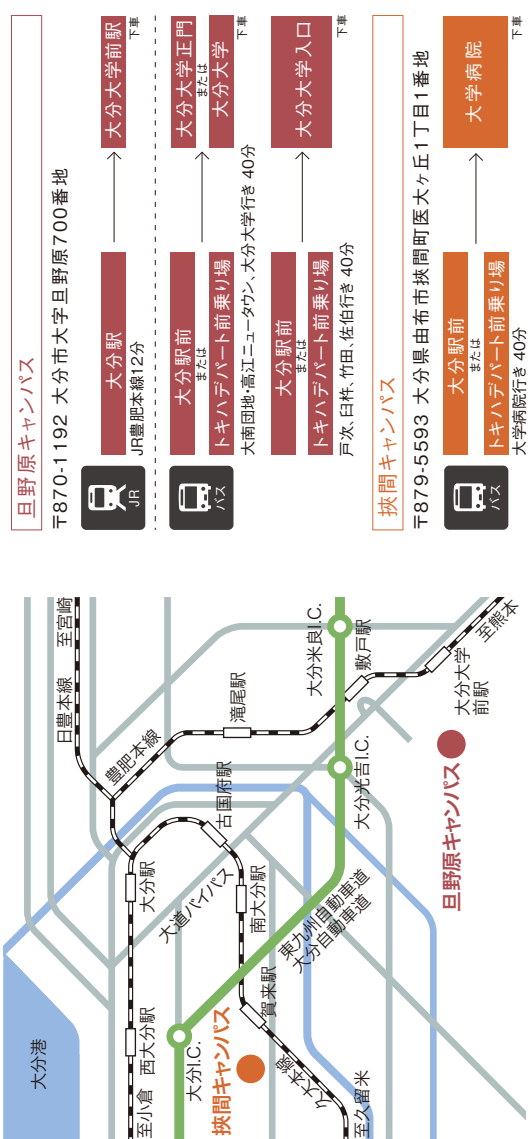 旦野原キャンパス
〒870-1192 大分市大字旦野原700番地
JR
大分駅
大分大学前駅
下車
JR豊肥本線12分
バス
大分駅前
または
トキハデパート前乗り場
大分大学正門
または
大分大学
下車
大南団地・高江ニュータウン、大分大学行き 40分
大分駅前
または
トキハデパート前乗り場
大分大学入口
下車
戸次、臼杵、竹田、佐伯行き 40分
挾間キャンパス
〒879-5593 大分県由布市挾間町医大ヶ丘1丁目1番地
バス
大分駅前
または
トキハデパート前乗り場
大学病院
下車
大学病院行き 40分
大分港
日豊本線
至宮崎
豊肥本線
滝尾駅
大分米良I.C.
敷戸駅
大分大学
前駅
至熊本
古国府駅
大分光吉I.C.
旦野原キャンパス
大分駅
大道バイパス
南大分駅
東九州自動車道
大分自動車道
西大分駅
至小倉
大分I.C.
賀来駅
挾間キャンパス
久大本線
至久留米